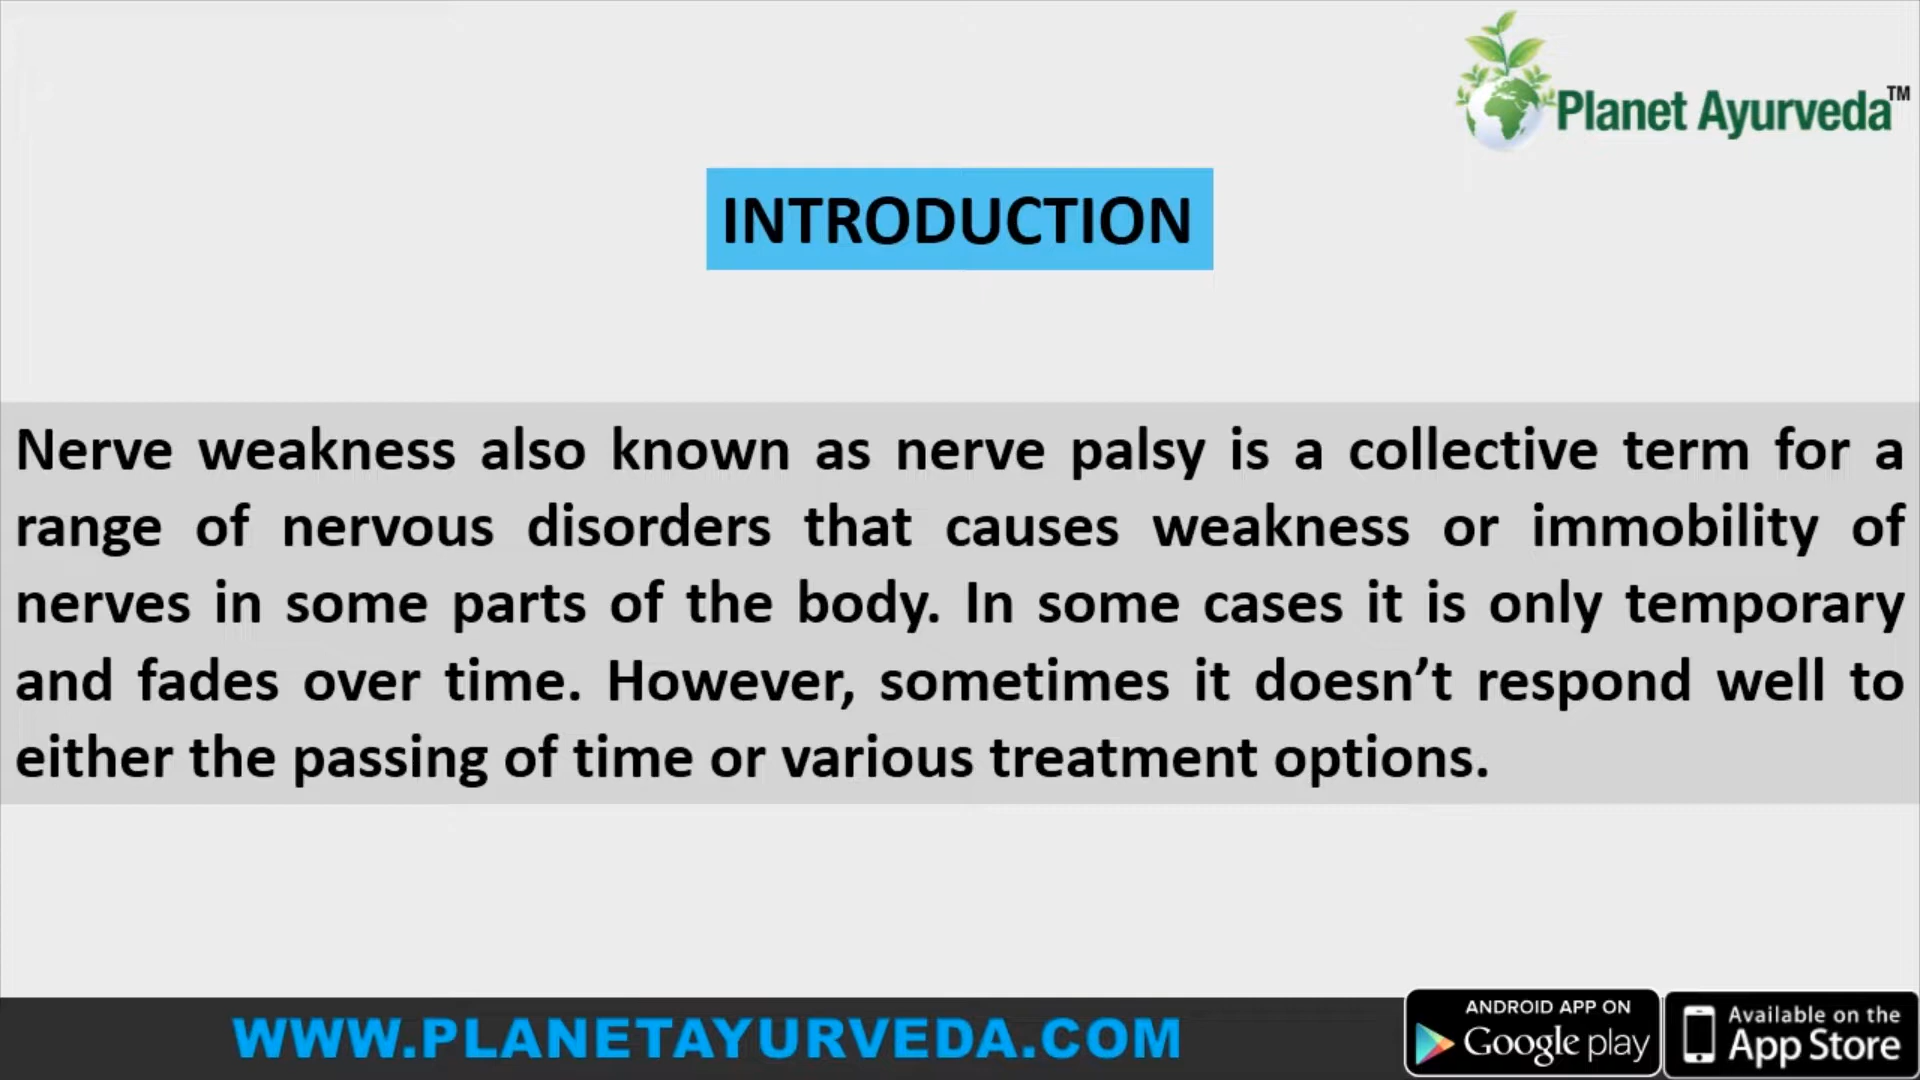 Planet Ayurveda™
INTRODUCTION
Nerve weakness also known as nerve palsy is a collective term for a
range of nervous disorders that causes weakness or immobility of
nerves in some parts of the body. In some cases it is only temporary
and fades over time. However, sometimes it doesn’t respond well to
either the passing of time or various treatment options.
WWW.PLANETAYURVEDA.COM
ANDROID APP ON
Google play
Available on the
App Store